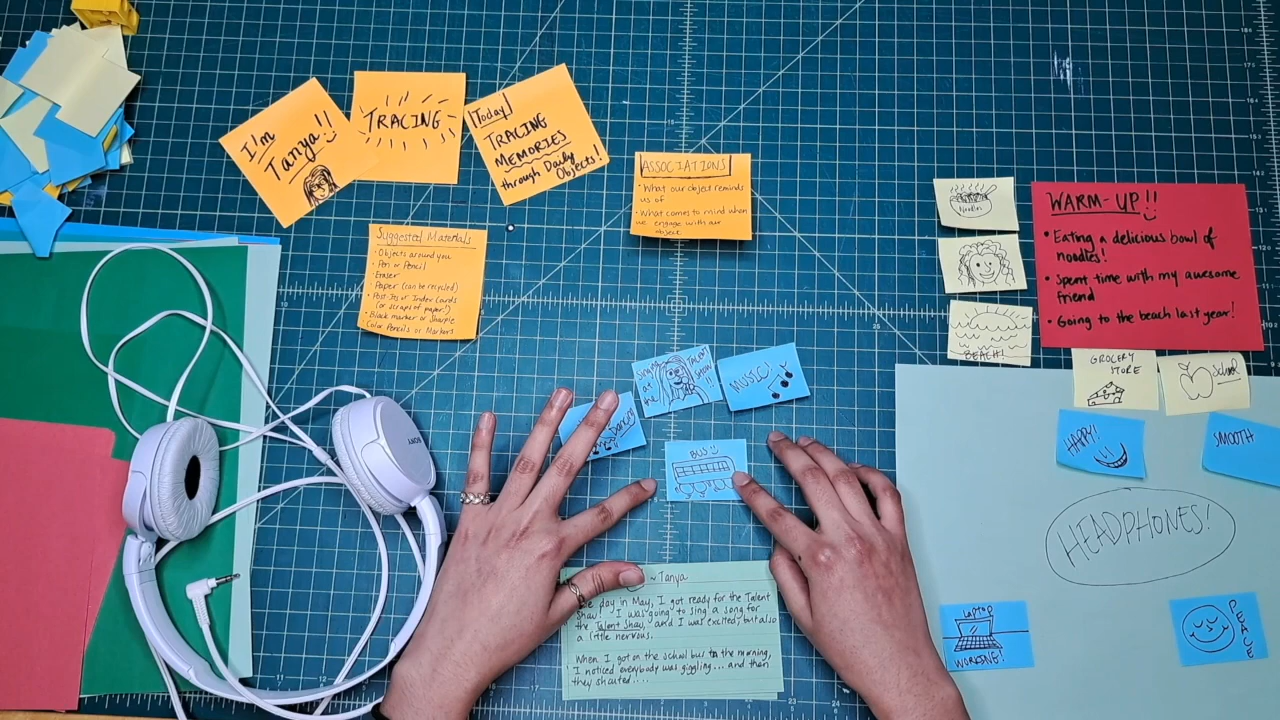 I'm
Tanya!!
TRACING
Today
TRACING
MEMORIES
through Daily
Objects!
ASSOCIATIONS
• What our object reminds
us of
• What comes to mind when
we engage with our
object
Suggested Materials
• Objects around you
• Pen or Pencil
• Eraser
• Paper (can be recycled)
• Post-Its or Index Cards
(or scraps of paper!)
• Black marker or Sharpie
• Color Pencils or Markers
Noodles
BEACH!
WARM-UP!!
• Eating a delicious bowl of
noodles!
• Spent time with my awesome
friend
• Going to the beach last year!
GROCERY
STORE
School
HAPPY!
SMOOTH
HEADPHONES!
LAPTOP
WORKING!
PEACE
Singing
at
the
TALENT
SHOW!!
MUSIC!
Dancing
BUS!
SONY
~Tanya
day in May, I got ready for the Talent
Show! I was going to sing a song for
the Talent Show, and I was excited, but also
a little nervous.
When I got on the school bus in the morning,
I noticed everybody was giggling... and then
they shouted....